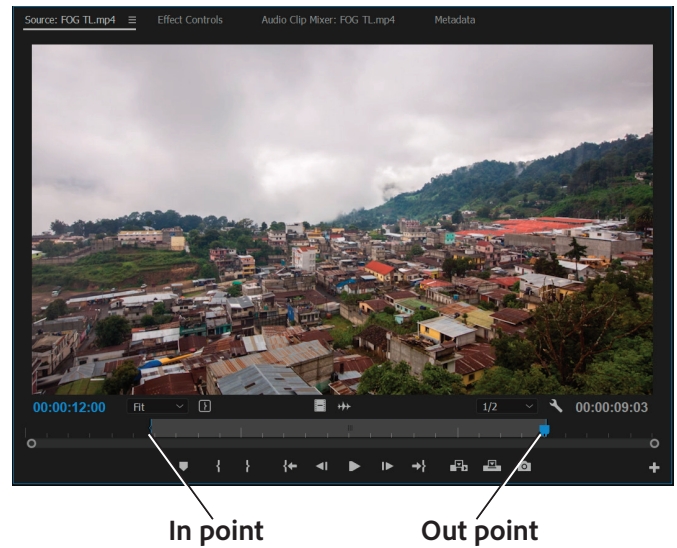 Source: FOG TL.mp4 ≡ Effect Controls Audio Clip Mixer: FOG TL.mp4 Metadata
00:00:12:00 Fit 1/2 00:00:09:03
In point Out point